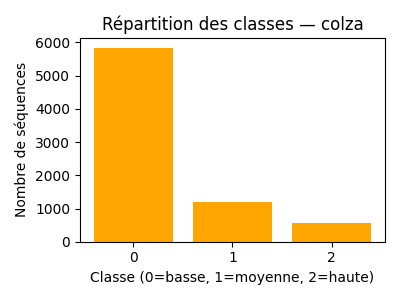 Répartition des classes — colza
Nombre de séquences
6000
5000
4000
3000
2000
1000
0
0 1 2
Classe (0=basse, 1=moyenne, 2=haute)